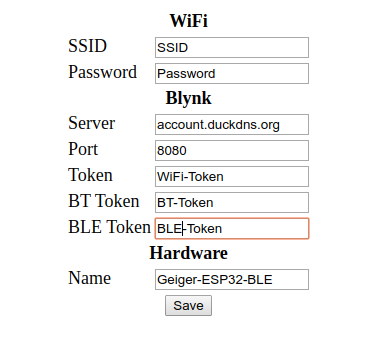 WiFi
SSID SSID
Password Password
Blynk
Server account.duckdns.org
Port 8080
Token WiFi-Token
BT Token BT-Token
BLE Token BLE-Token
Hardware
Name Geiger-ESP32-BLE
Save